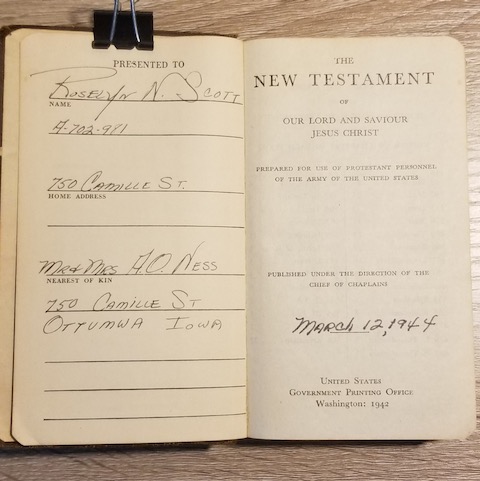 PRESENTED TO
Roselyn N. Scott
NAME
A-702-971
750 Camille St.
HOME ADDRESS
Mr & Mrs A.O. Ness
NEAREST OF KIN
750 Camille St
Ottumwa Iowa
THE
NEW TESTAMENT
OF
OUR LORD AND SAVIOUR
JESUS CHRIST
PREPARED FOR USE OF PROTESTANT PERSONNEL
OF THE ARMY OF THE UNITED STATES
PUBLISHED UNDER THE DIRECTION OF THE
CHIEF OF CHAPLAINS
March 12, 1944
United States
Government Printing Office
Washington: 1942